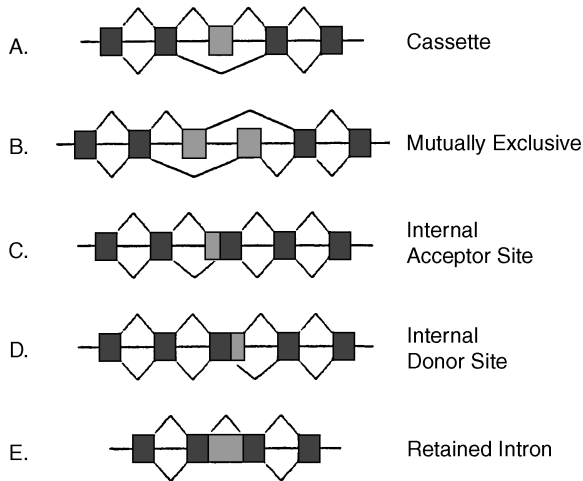 A. Cassette
B. Mutually Exclusive
C. Internal
Acceptor Site
D. Internal
Donor Site
E. Retained Intron